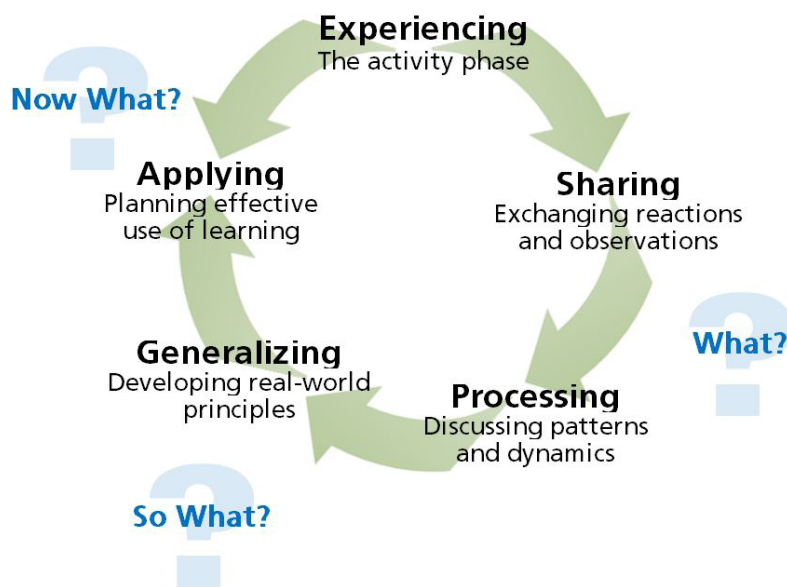 Experiencing
The activity phase
Now What?
Applying
Planning effective
use of learning
Sharing
Exchanging reactions
and observations
What?
Generalizing
Developing real-world
principles
Processing
Discussing patterns
and dynamics
So What?